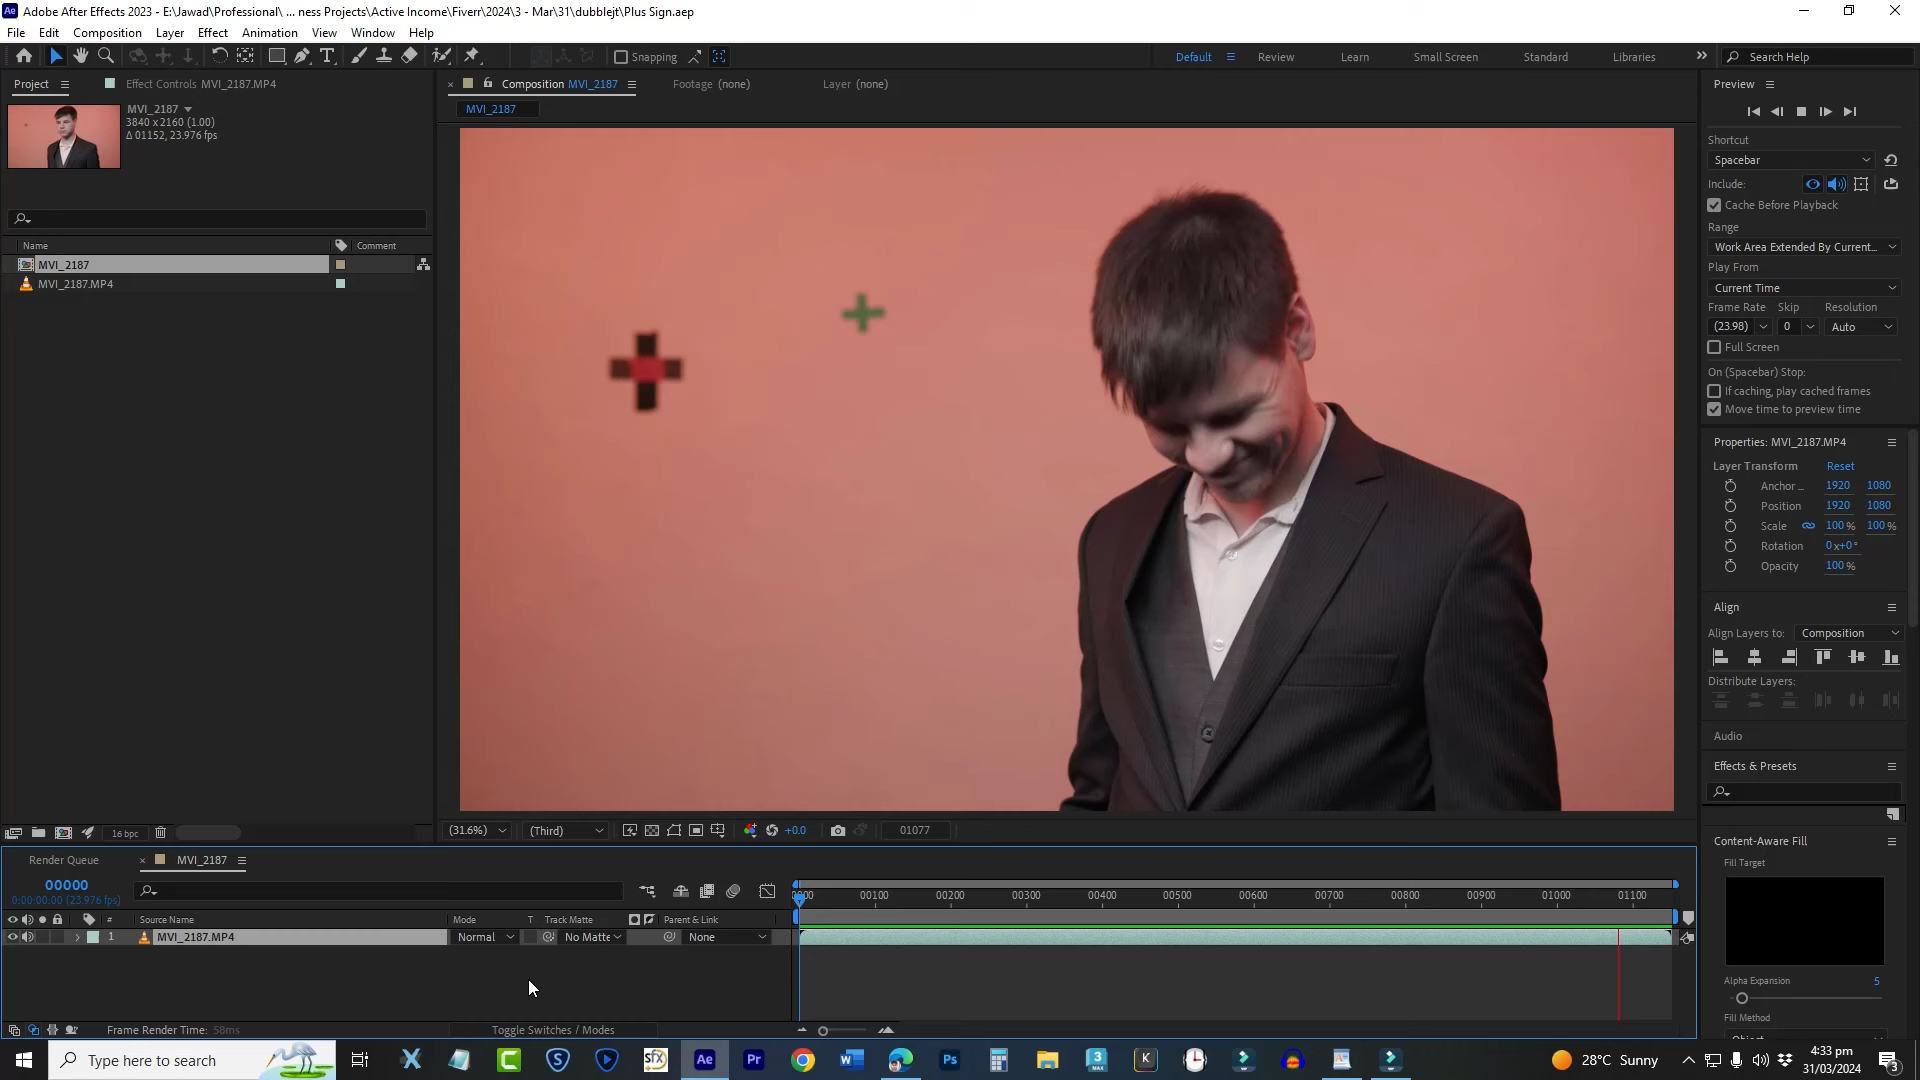 Adobe After Effects 2023 - E:\Jawad\Professional\ ... ness Projects\Active Income\Fiverr\2024\3 - Mar\31\dubblejt\Plus Sign.aep
File Edit Composition Layer Effect Animation View Window Help
Snapping
Default Review Learn Small Screen Standard Libraries
Search Help
Project
Effect Controls MVI_2187.MP4
Composition MVI_2187
Footage (none)
Layer (none)
MVI_2187
MVI_2187
3840 x 2160 (1.00)
Δ 01152, 23.976 fps
Name Comment
MVI_2187
MVI_2187.MP4
16 bpc
(31.6%) (Third) +0.0 01077
Preview
Shortcut
Spacebar
Include:
Cache Before Playback
Range
Work Area Extended By Current...
Play From
Current Time
Frame Rate Skip Resolution
(23.98) 0 Auto
Full Screen
On (Spacebar) Stop:
If caching, play cached frames
Move time to preview time
Properties: MVI_2187.MP4
Layer Transform Reset
Anchor ... 1920 1080
Position 1920 1080
Scale 100 % 100 %
Rotation 0x+0°
Opacity 100 %
Align
Align Layers to: Composition
Distribute Layers:
Audio
Effects & Presets
Content-Aware Fill
Fill Target
Alpha Expansion 5
Fill Method
Object
Render Queue
MVI_2187
00000
0:00:00:00 (23.976 fps)
0000 00100 00200 00300 00400 00500 00600 00700 00800 00900 01000 01100
# Source Name Mode T Track Matte Parent & Link
1 MVI_2187.MP4 Normal No Matte None
Frame Render Time: 58ms
Toggle Switches / Modes
Type here to search
28°C Sunny
4:33 pm
31/03/2024
3